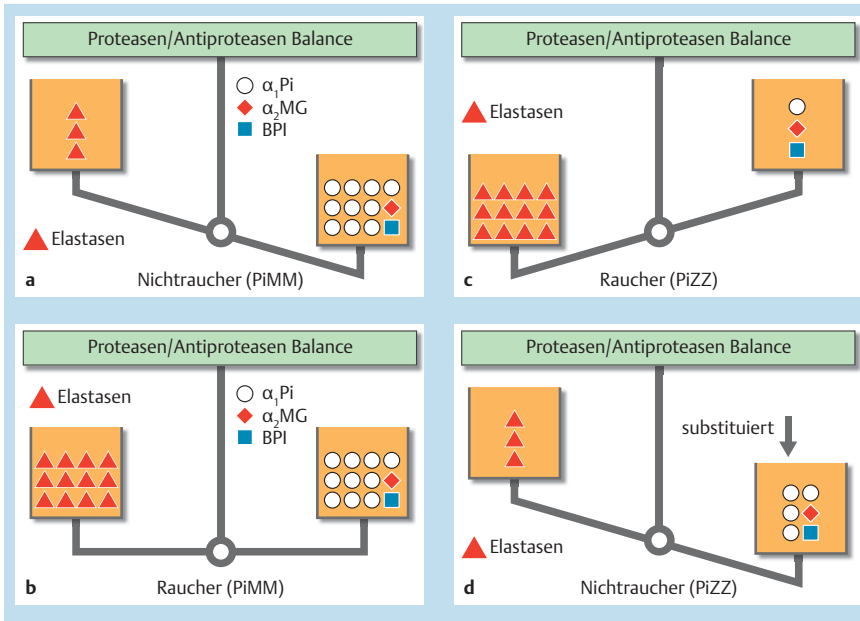 Proteasen/Antiproteasen Balance
α₁Pi
α₂MG
BPI
Elastasen
a
Nichtraucher (PiMM)
Proteasen/Antiproteasen Balance
Elastasen
α₁Pi
α₂MG
BPI
b
Raucher (PiMM)
Proteasen/Antiproteasen Balance
Elastasen
c
Raucher (PiZZ)
Proteasen/Antiproteasen Balance
substituiert
Elastasen
d
Nichtraucher (PiZZ)